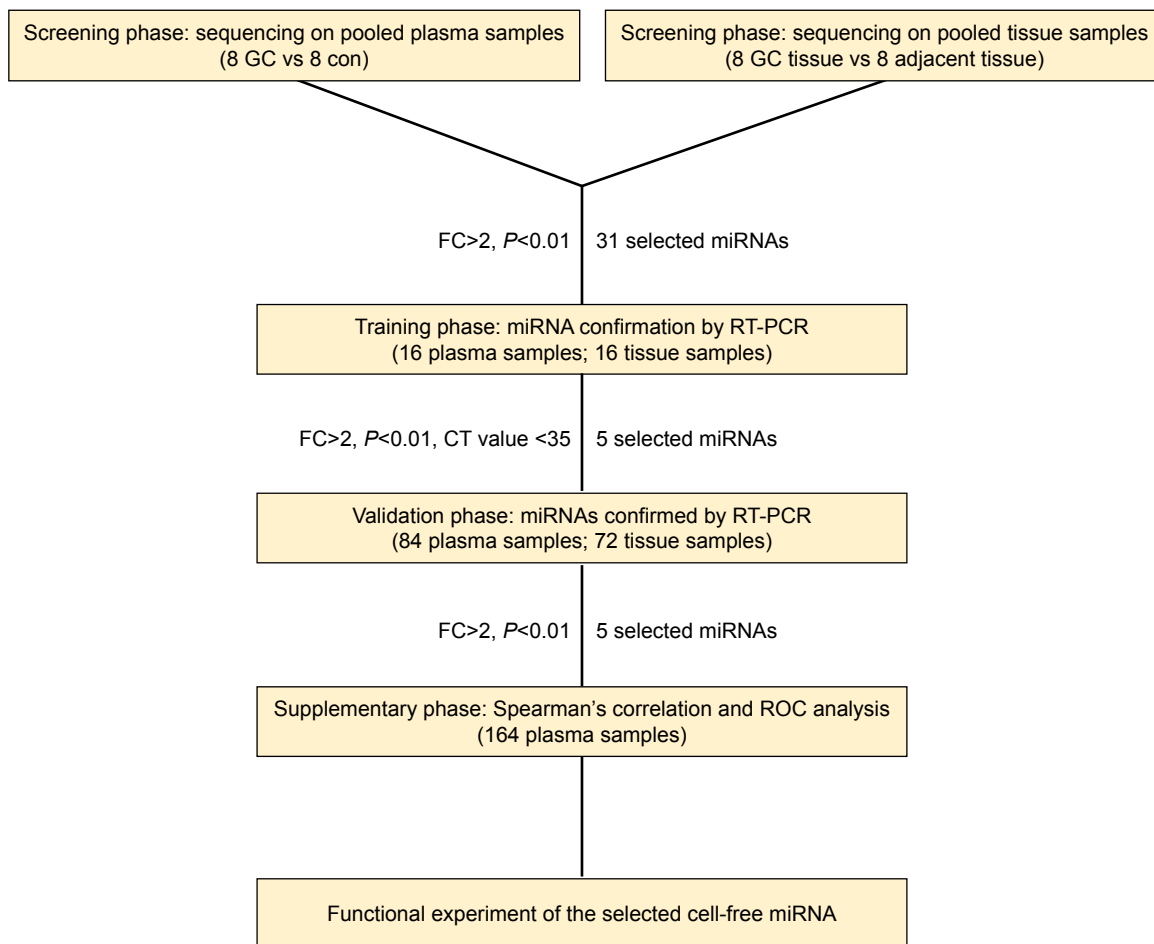 Screening phase: sequencing on pooled plasma samples
(8 GC vs 8 con)
Screening phase: sequencing on pooled tissue samples
(8 GC tissue vs 8 adjacent tissue)
FC>2, P<0.01
31 selected miRNAs
Training phase: miRNA confirmation by RT-PCR
(16 plasma samples; 16 tissue samples)
FC>2, P<0.01, CT value <35
5 selected miRNAs
Validation phase: miRNAs confirmed by RT-PCR
(84 plasma samples; 72 tissue samples)
FC>2, P<0.01
5 selected miRNAs
Supplementary phase: Spearman's correlation and ROC analysis
(164 plasma samples)
Functional experiment of the selected cell-free miRNA